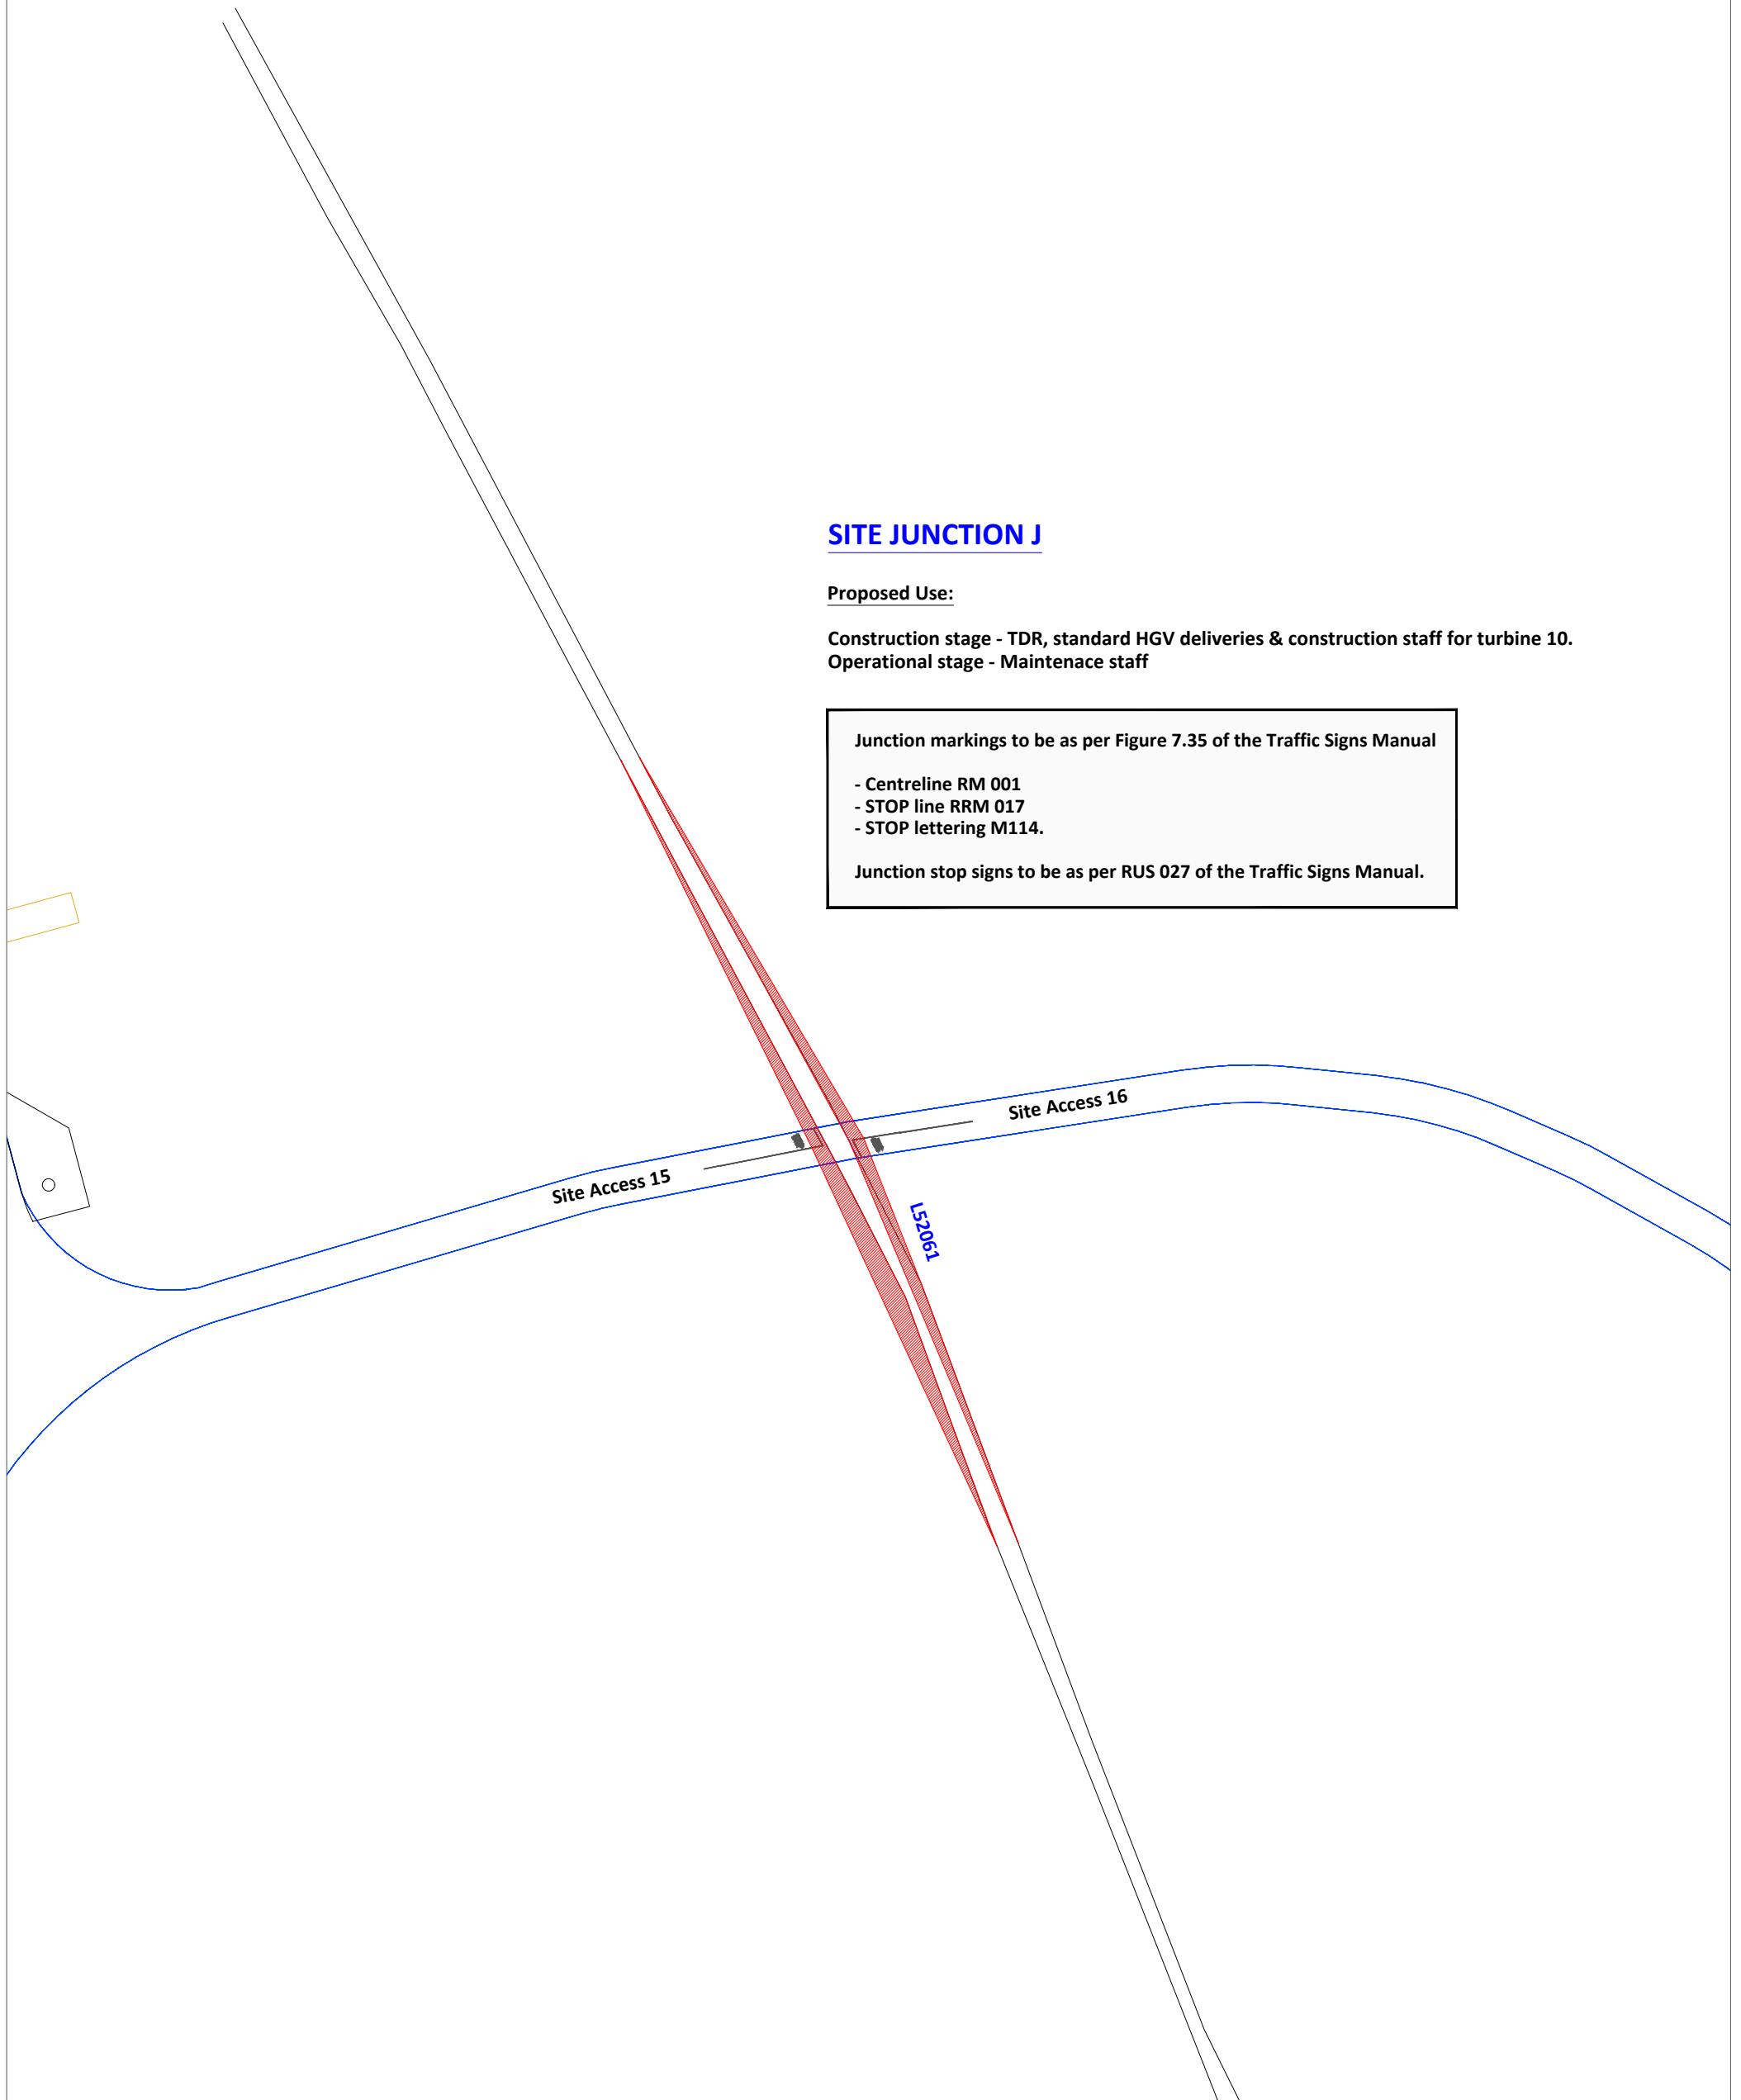 SITE JUNCTION J
Proposed Use:
Construction stage - TDR, standard HGV deliveries & construction staff for turbine 10.
Operational stage - Maintenace staff
Junction markings to be as per Figure 7.35 of the Traffic Signs Manual
- Centreline RM 001
- STOP line RRM 017
- STOP lettering M114.
Junction stop signs to be as per RUS 027 of the Traffic Signs Manual.
Site Access 16
Site Access 15
L52061